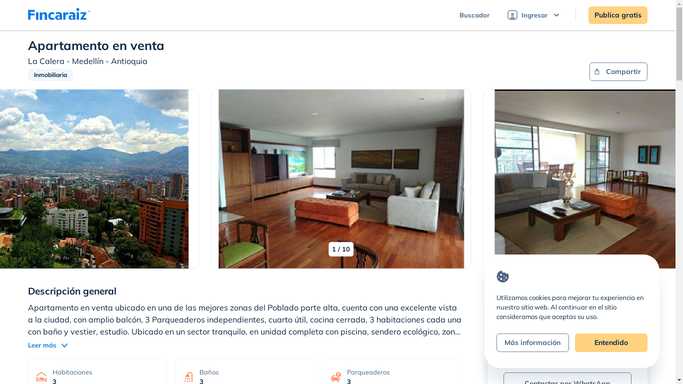 Fincaraiz
Buscador
Ingresar
Publica gratis
Apartamento en venta
La Calera - Medellín - Antioquia
Inmobiliaria
Compartir
1 / 10
Descripción general
Apartamento en venta ubicado en una de las mejores zonas del Poblado parte alta, cuenta con una excelente vista
a la ciudad, con amplio balcón, 3 Parqueaderos independientes, cuarto útil, cocina cerrada, 3 habitaciones cada una
con baño y vestier, estudio. Ubicado en un sector tranquilo, en unidad completa con piscina, sendero ecológico, zon...
Leer más
Habitaciones
3
Baños
3
Parqueaderos
3
Utilizamos cookies para mejorar tu experiencia en
nuestro sitio web. Al continuar en el sitio
consideramos que aceptas su uso.
Más información
Entendido
Contactar por WhatsApp